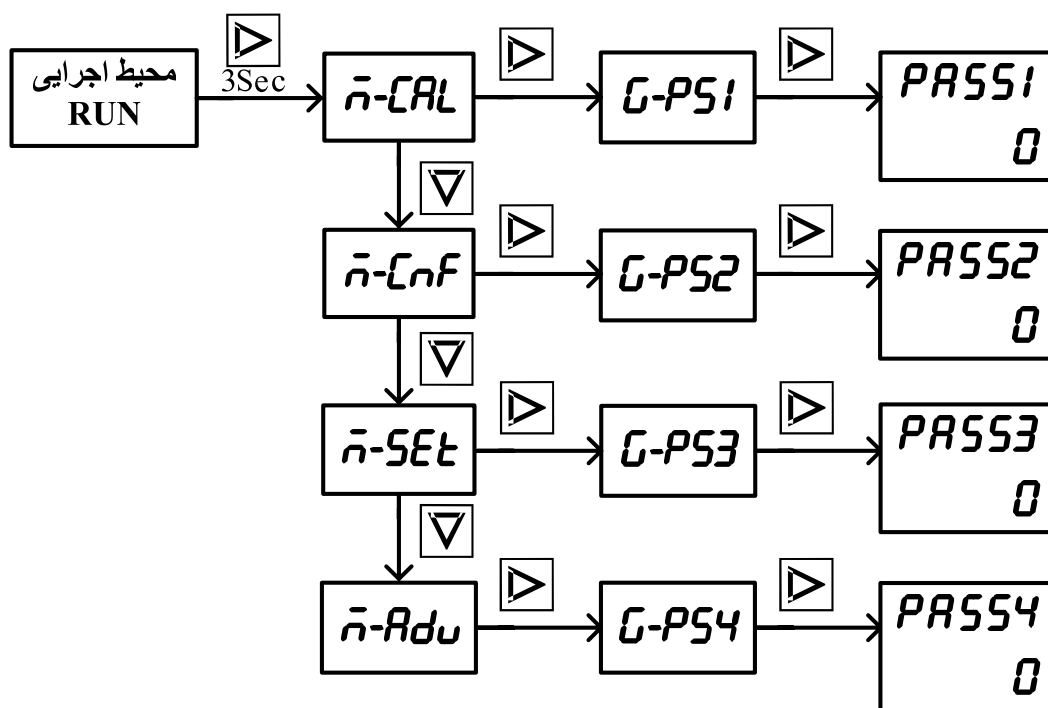 محیط اجرایی
RUN
3Sec
n̄-CAL
G-PS1
PASS1
0
n̄-CnF
G-PS2
PASS2
0
n̄-SEt
G-PS3
PASS3
0
n̄-Adv
G-PS4
PASS4
0